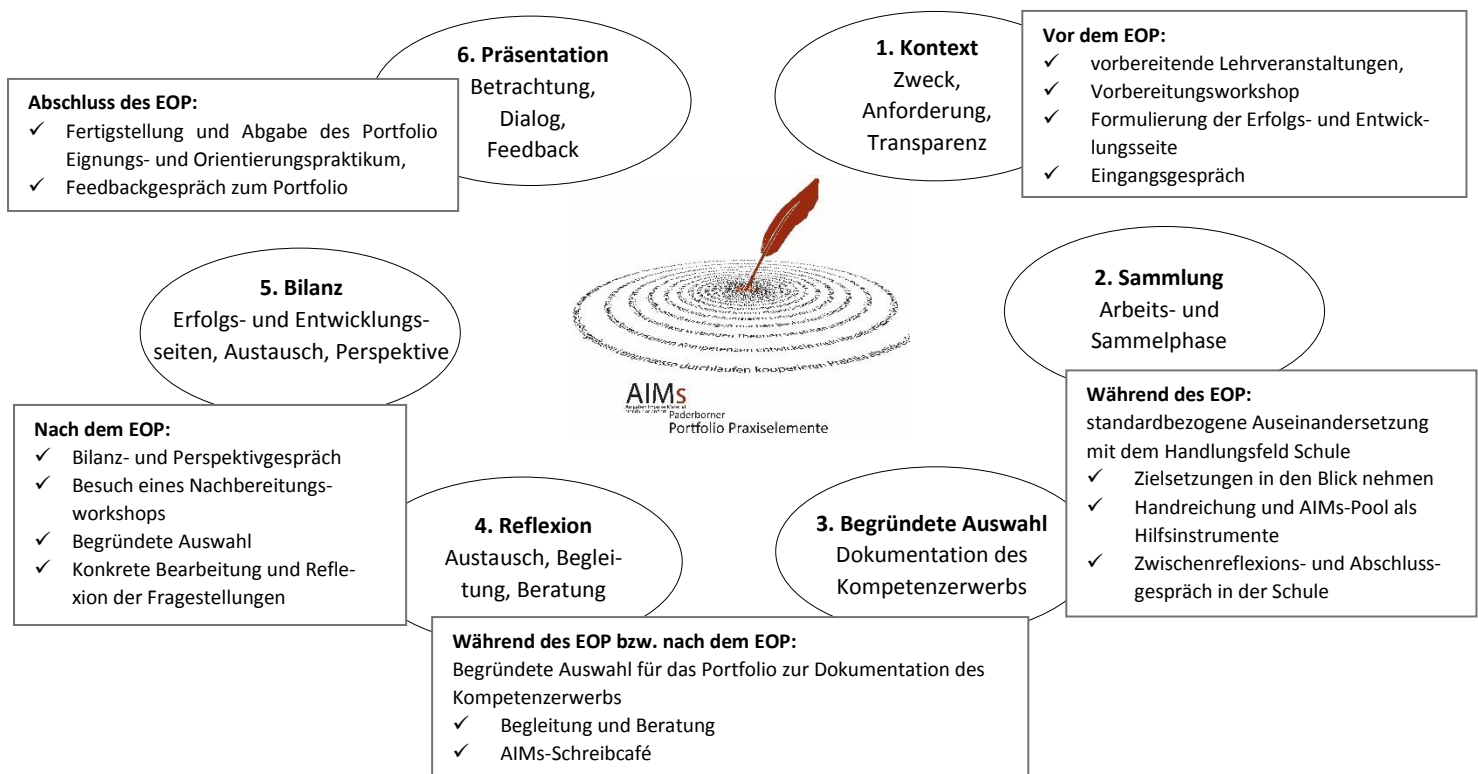 1. Kontext
Zweck,
Anforderung,
Transparenz
Vor dem EOP:
✓ vorbereitende Lehrveranstaltungen,
✓ Vorbereitungsworkshop
✓ Formulierung der Erfolgs- und Entwick-
lungsseite
✓ Eingangsgespräch
2. Sammlung
Arbeits- und
Sammelphase
Während des EOP:
standardbezogene Auseinandersetzung
mit dem Handlungsfeld Schule
✓ Zielsetzungen in den Blick nehmen
✓ Handreichung und AIMs-Pool als
Hilfsinstrumente
✓ Zwischenreflexions- und Abschluss-
gespräch in der Schule
3. Begründete Auswahl
Dokumentation des
Kompetenzerwerbs
4. Reflexion
Austausch, Beglei-
tung, Beratung
Während des EOP bzw. nach dem EOP:
Begründete Auswahl für das Portfolio zur Dokumentation des
Kompetenzerwerbs
✓ Begleitung und Beratung
✓ AIMs-Schreibcafé
5. Bilanz
Erfolgs- und Entwicklungs-
seiten, Austausch, Perspektive
Nach dem EOP:
✓ Bilanz- und Perspektivgespräch
✓ Besuch eines Nachbereitungs-
workshops
✓ Begründete Auswahl
✓ Konkrete Bearbeitung und Refle-
xion der Fragestellungen
6. Präsentation
Betrachtung,
Dialog,
Feedback
Abschluss des EOP:
✓ Fertigstellung und Abgabe des Portfolio
Eignungs- und Orientierungspraktikum,
✓ Feedbackgespräch zum Portfolio
durchlaufen kooperieren
AIMs
Paderborner
Portfolio Praxiselemente